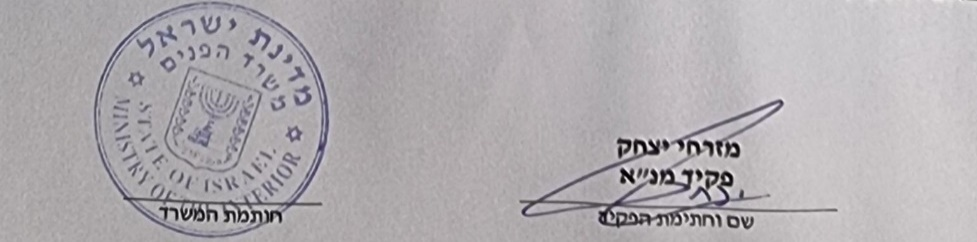 מדינת ישראל
משרד הפנים
STATE OF ISRAEL
MINISTRY OF THE INTERIOR
חותמת המשרד
מזרחי יצחק
פקיד מנ״א
שם וחתימת הפקיד